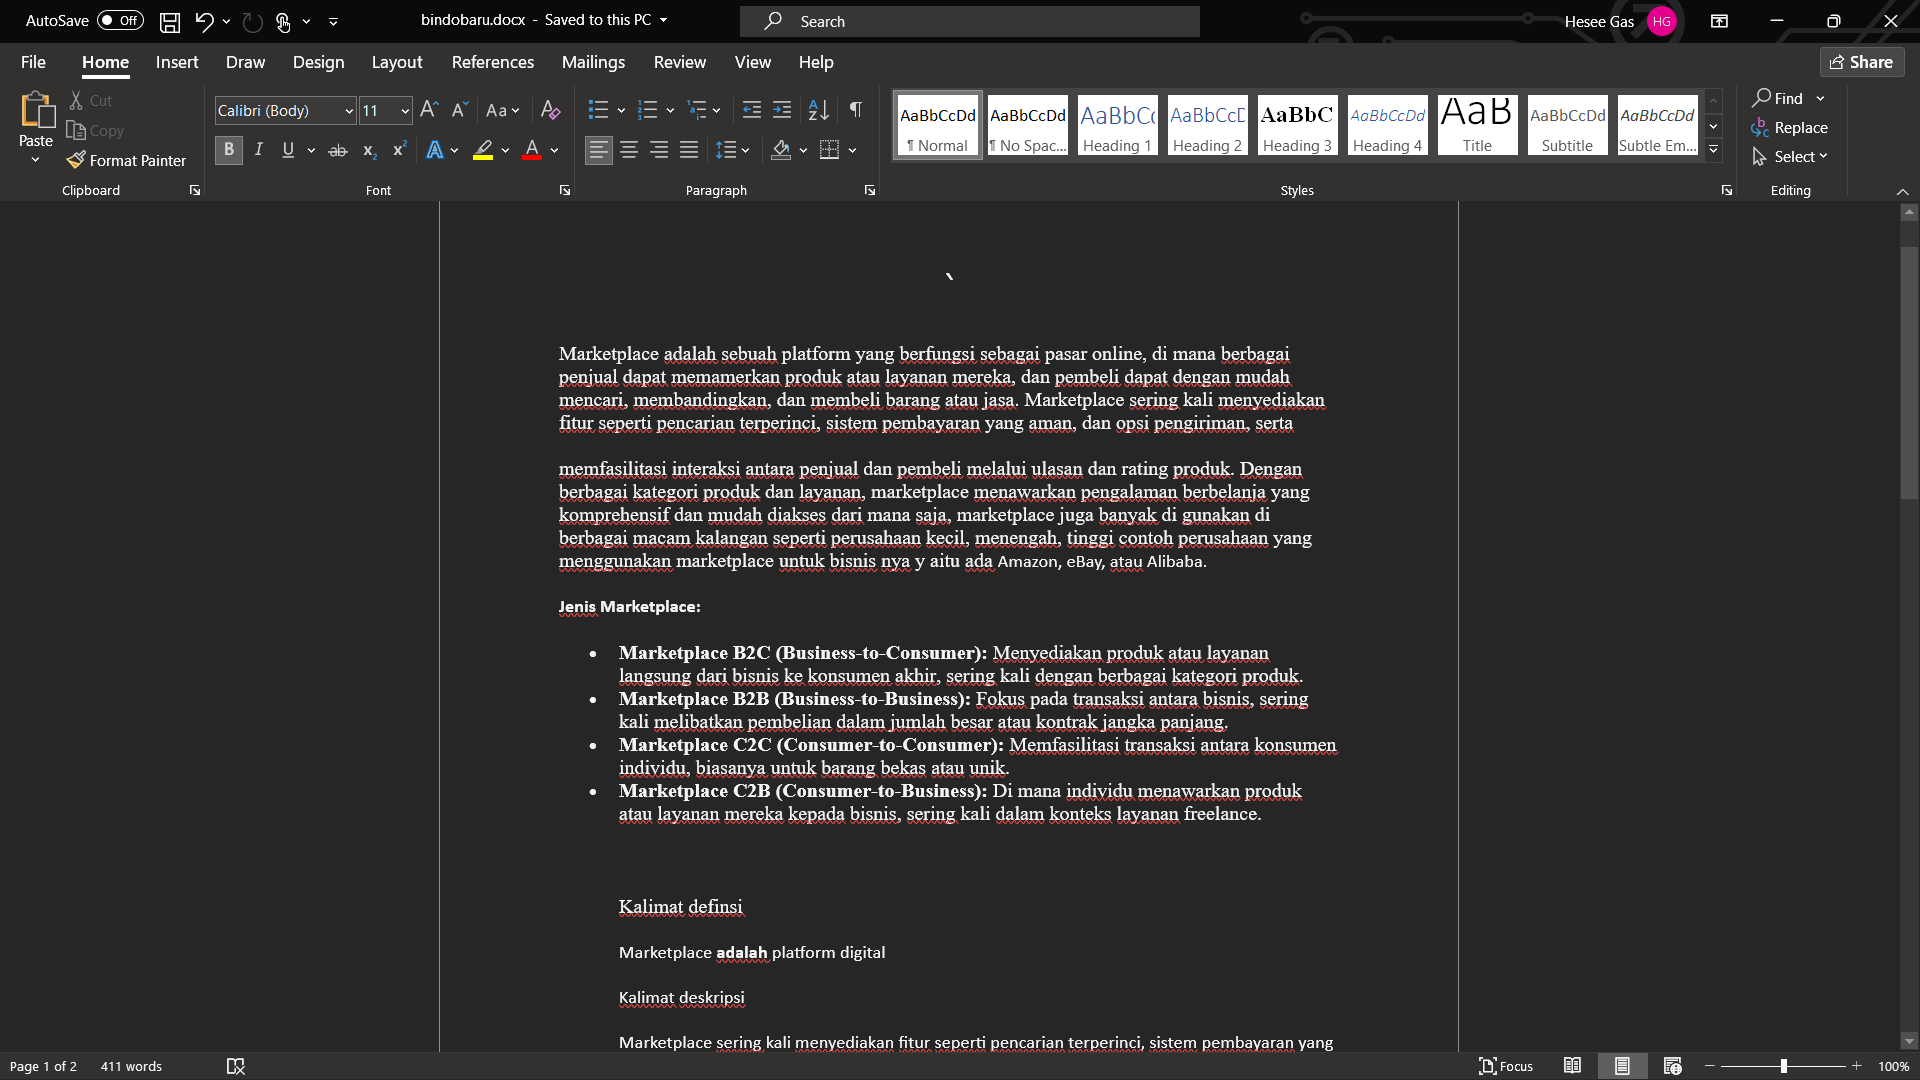 AutoSave Off bindobaru.docx - Saved to this PC Search Hesee Gas HG
File Home Insert Draw Design Layout References Mailings Review View Help Share
Paste
Cut
Copy
Format Painter
Clipboard
Calibri (Body) 11
Font
Paragraph
AaBbCcDd AaBbCcDd AaBbCc AaBbCcD AaBbC AaBbCcDd AaB AaBbCcDd AaBbCcDd
¶ Normal ¶ No Spac... Heading 1 Heading 2 Heading 3 Heading 4 Title Subtitle Subtle Em...
Styles
Find
Replace
Select
Editing
`
Marketplace adalah sebuah platform yang berfungsi sebagai pasar online, di mana berbagai
penjual dapat memamerkan produk atau layanan mereka, dan pembeli dapat dengan mudah
mencari, membandingkan, dan membeli barang atau jasa. Marketplace sering kali menyediakan
fitur seperti pencarian terperinci, sistem pembayaran yang aman, dan opsi pengiriman, serta
memfasilitasi interaksi antara penjual dan pembeli melalui ulasan dan rating produk. Dengan
berbagai kategori produk dan layanan, marketplace menawarkan pengalaman berbelanja yang
komprehensif dan mudah diakses dari mana saja, marketplace juga banyak di gunakan di
berbagai macam kalangan seperti perusahaan kecil, menengah, tinggi contoh perusahaan yang
menggunakan marketplace untuk bisnis nya y aitu ada Amazon, eBay, atau Alibaba.
Jenis Marketplace:
• Marketplace B2C (Business-to-Consumer): Menyediakan produk atau layanan
langsung dari bisnis ke konsumen akhir, sering kali dengan berbagai kategori produk.
• Marketplace B2B (Business-to-Business): Fokus pada transaksi antara bisnis, sering
kali melibatkan pembelian dalam jumlah besar atau kontrak jangka panjang.
• Marketplace C2C (Consumer-to-Consumer): Memfasilitasi transaksi antara konsumen
individu, biasanya untuk barang bekas atau unik.
• Marketplace C2B (Consumer-to-Business): Di mana individu menawarkan produk
atau layanan mereka kepada bisnis, sering kali dalam konteks layanan freelance.
Kalimat definsi
Marketplace adalah platform digital
Kalimat deskripsi
Marketplace sering kali menyediakan fitur seperti pencarian terperinci, sistem pembayaran yang
Page 1 of 2 411 words Focus 100%